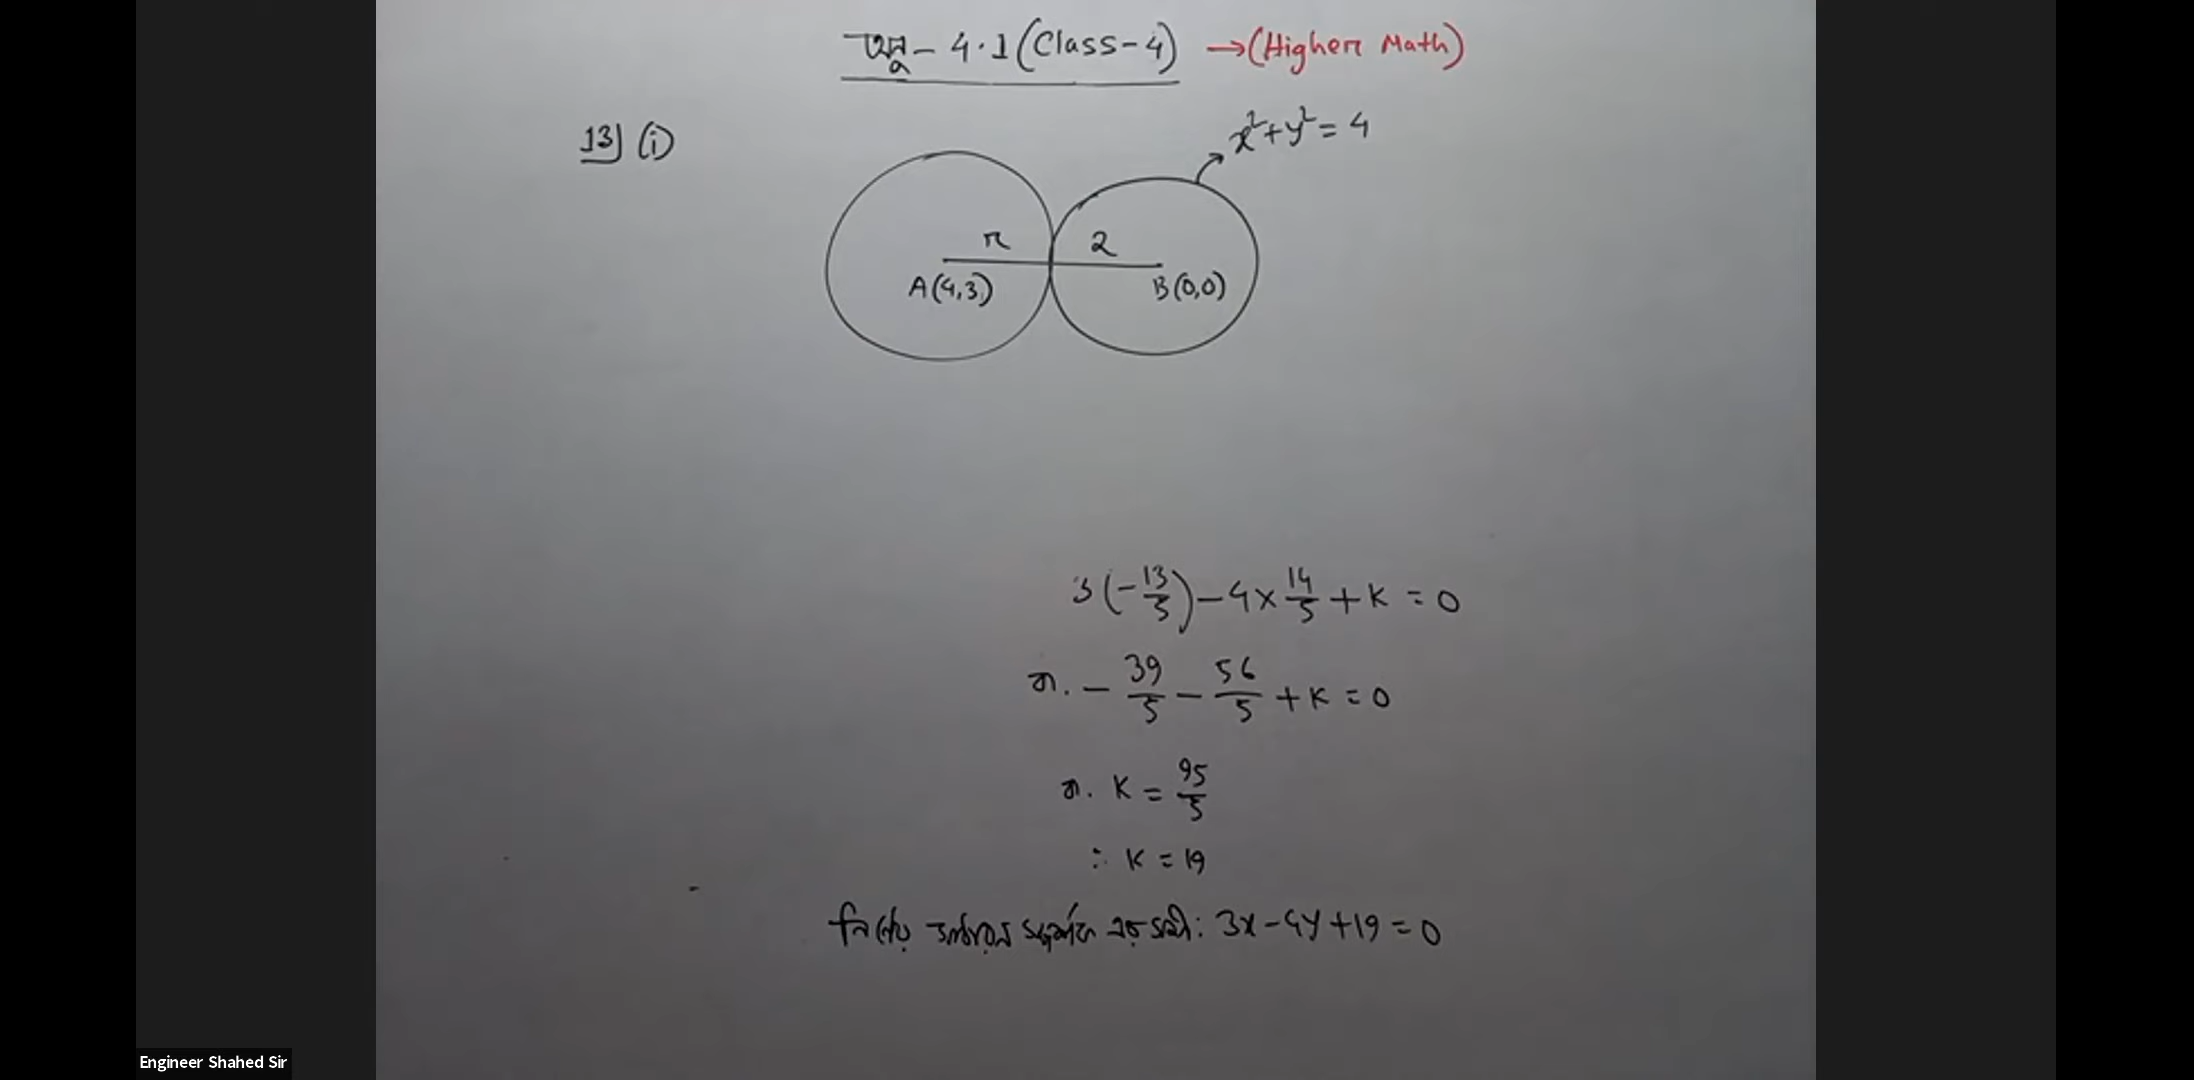 অনু- 4.1 (Class-4) →(Higher Math)
13) (i)
x²+y²= 4
r
2
A(4,3)
B(0,0)
3(-13/5)-4×14/5+K=0
বা. -39/5-56/5+K=0
বা. K=95/5
∴ K=19
3x-4y+19=0
Engineer Shahed Sir